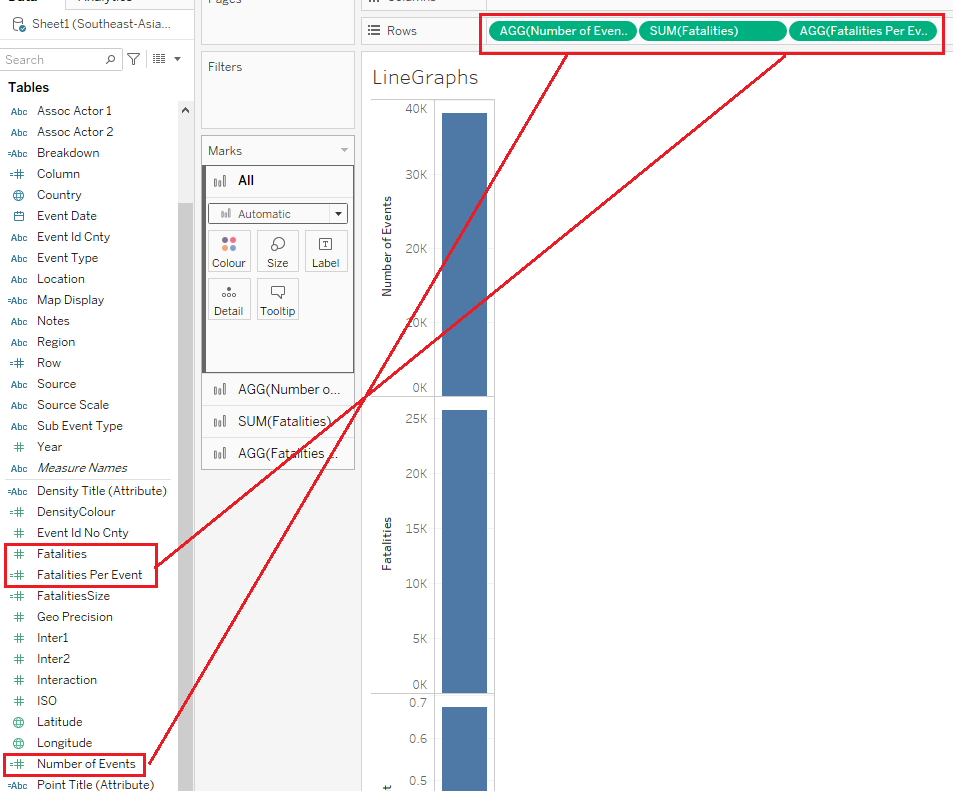 Pages
Sheet1 (Southeast-Asia...
Rows
AGG(Number of Even..
SUM(Fatalities)
AGG(Fatalities Per Ev..
Search
Filters
Tables
LineGraphs
Abc Assoc Actor 1
Abc Assoc Actor 2
=Abc Breakdown
=# Column
Country
Event Date
Abc Event Id Cnty
Abc Event Type
Abc Location
=Abc Map Display
Abc Notes
Abc Region
=# Row
Abc Source
Abc Source Scale
Abc Sub Event Type
# Year
Abc Measure Names
=Abc Density Title (Attribute)
=# DensityColour
# Event Id No Cnty
# Fatalities
=# Fatalities Per Event
=# FatalitiesSize
# Geo Precision
# Inter1
# Inter2
# Interaction
# ISO
Latitude
Longitude
=# Number of Events
=Abc Point Title (Attribute)
Marks
All
Automatic
Colour
Size
T
Label
Detail
Tooltip
AGG(Number o...
SUM(Fatalities)
AGG(Fatalities ...
40K
30K
20K
10K
0K
Number of Events
25K
20K
15K
10K
5K
0K
Fatalities
0.7
0.6
0.5